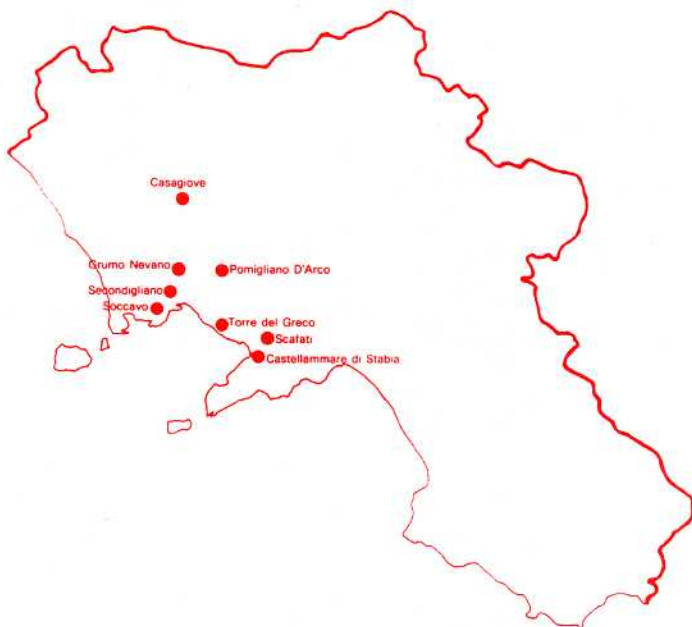 Casagiove
Grumo Nevano
Pomigliano D'Arco
Secondigliano
Soccavo
Torre del Greco
Scafati
Castellammare di Stabia